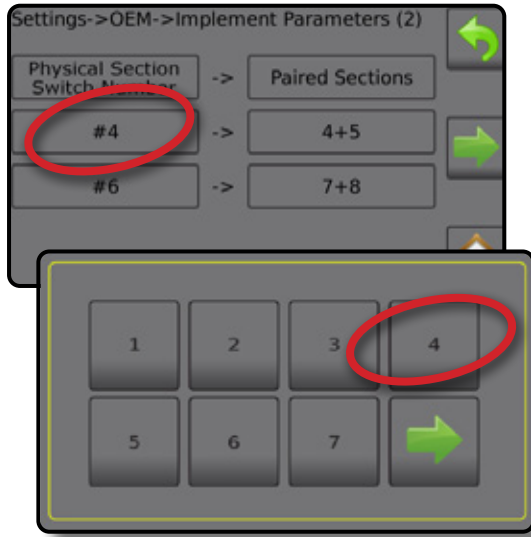 Settings->OEM->Implement Parameters (2)
Physical Section -> Paired Sections
Switch Number
#4 -> 4+5
#6 -> 7+8
1 2 3 4
5 6 7